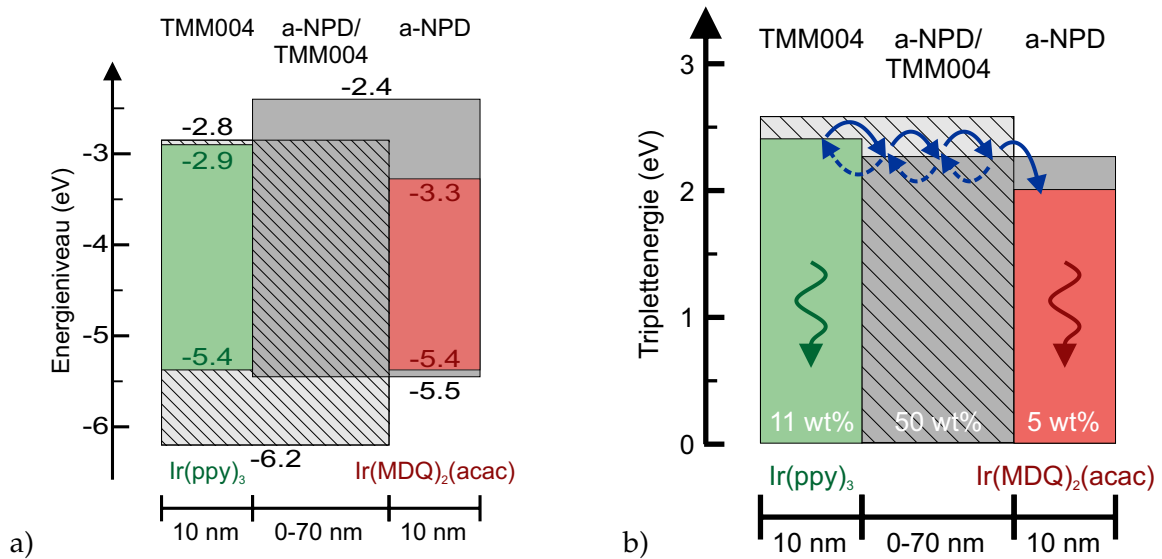 TMM004 a-NPD/ a-NPD
TMM004
-2.4
-2.8
-2.9
-3
-3.3
-4
-5
-5.4
-5.4
-5.5
-6
-6.2
Energieniveau (eV)
Ir(ppy)₃ Ir(MDQ)₂(acac)
10 nm 0-70 nm 10 nm
a)
TMM004 a-NPD/ a-NPD
TMM004
3
2
1
0
Triplettenergie (eV)
11 wt% 50 wt% 5 wt%
Ir(ppy)₃ Ir(MDQ)₂(acac)
10 nm 0-70 nm 10 nm
b)